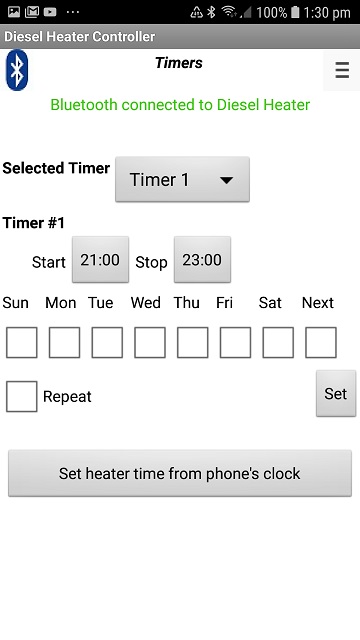 100% 1:30 pm
Diesel Heater Controller
Timers
Bluetooth connected to Diesel Heater
Selected Timer Timer 1
Timer #1
Start 21:00 Stop 23:00
Sun Mon Tue Wed Thu Fri Sat Next
Repeat Set
Set heater time from phone's clock